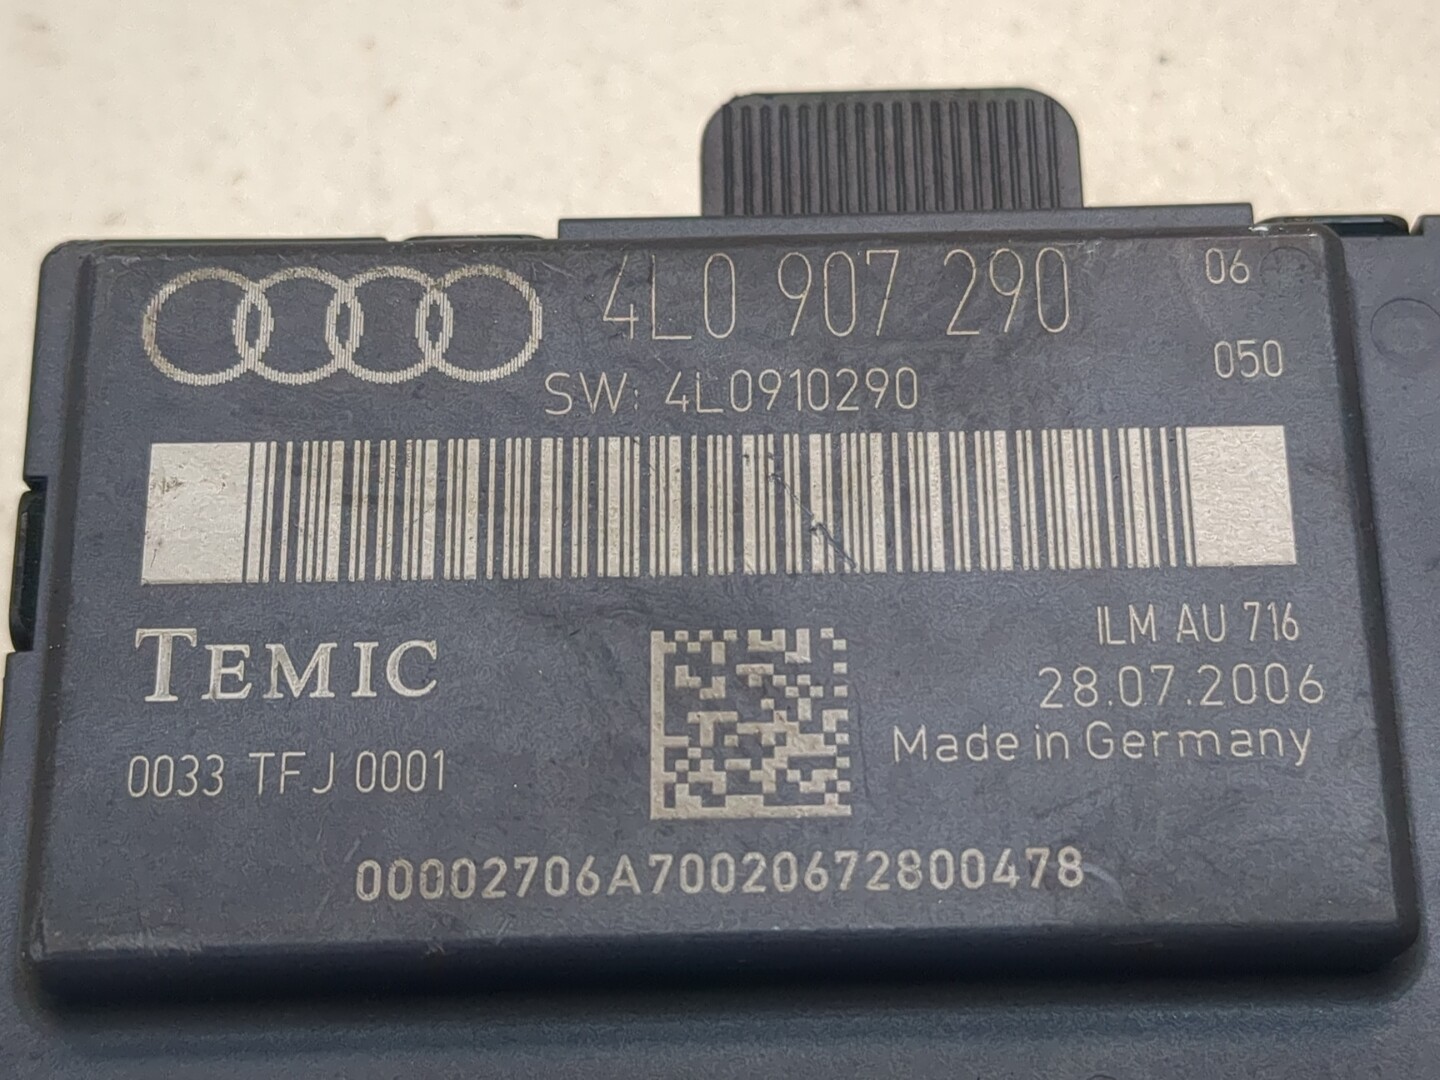 4L0 907 290 06
SW: 4L0910290 050
TEMIC
ILM AU 716
28.07.2006
Made in Germany
0033 TFJ 0001
00002706A70020672800478